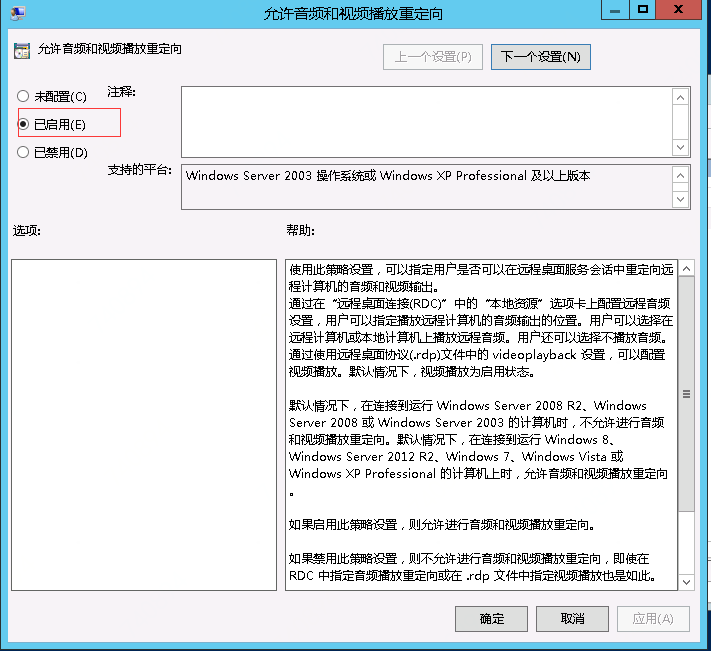 允许音频和视频播放重定向
允许音频和视频播放重定向
上一个设置(P)
下一个设置(N)
未配置(C)
注释:
已启用(E)
已禁用(D)
支持的平台:
Windows Server 2003 操作系统或 Windows XP Professional 及以上版本
选项:
帮助:
使用此策略设置，可以指定用户是否可以在远程桌面服务会话中重定向远
程计算机的音频和视频输出。
通过在“远程桌面连接(RDC)”中的“本地资源”选项卡上配置远程音频
设置，用户可以指定播放远程计算机的音频输出的位置。用户可以选择在
远程计算机或本地计算机上播放远程音频。用户还可以选择不播放音频。
通过使用远程桌面协议(.rdp)文件中的 videoplayback 设置，可以配置
视频播放。默认情况下，视频播放为启用状态。
默认情况下，在连接到运行 Windows Server 2008 R2、Windows
Server 2008 或 Windows Server 2003 的计算机时，不允许进行音频
和视频播放重定向。默认情况下，在连接到运行 Windows 8、
Windows Server 2012 R2、Windows 7、Windows Vista 或
Windows XP Professional 的计算机上时，允许音频和视频播放重定向
。
如果启用此策略设置，则允许进行音频和视频播放重定向。
如果禁用此策略设置，则不允许进行音频和视频播放重定向，即使在
RDC 中指定音频播放重定向或在 .rdp 文件中指定视频播放也是如此。
确定
取消
应用(A)